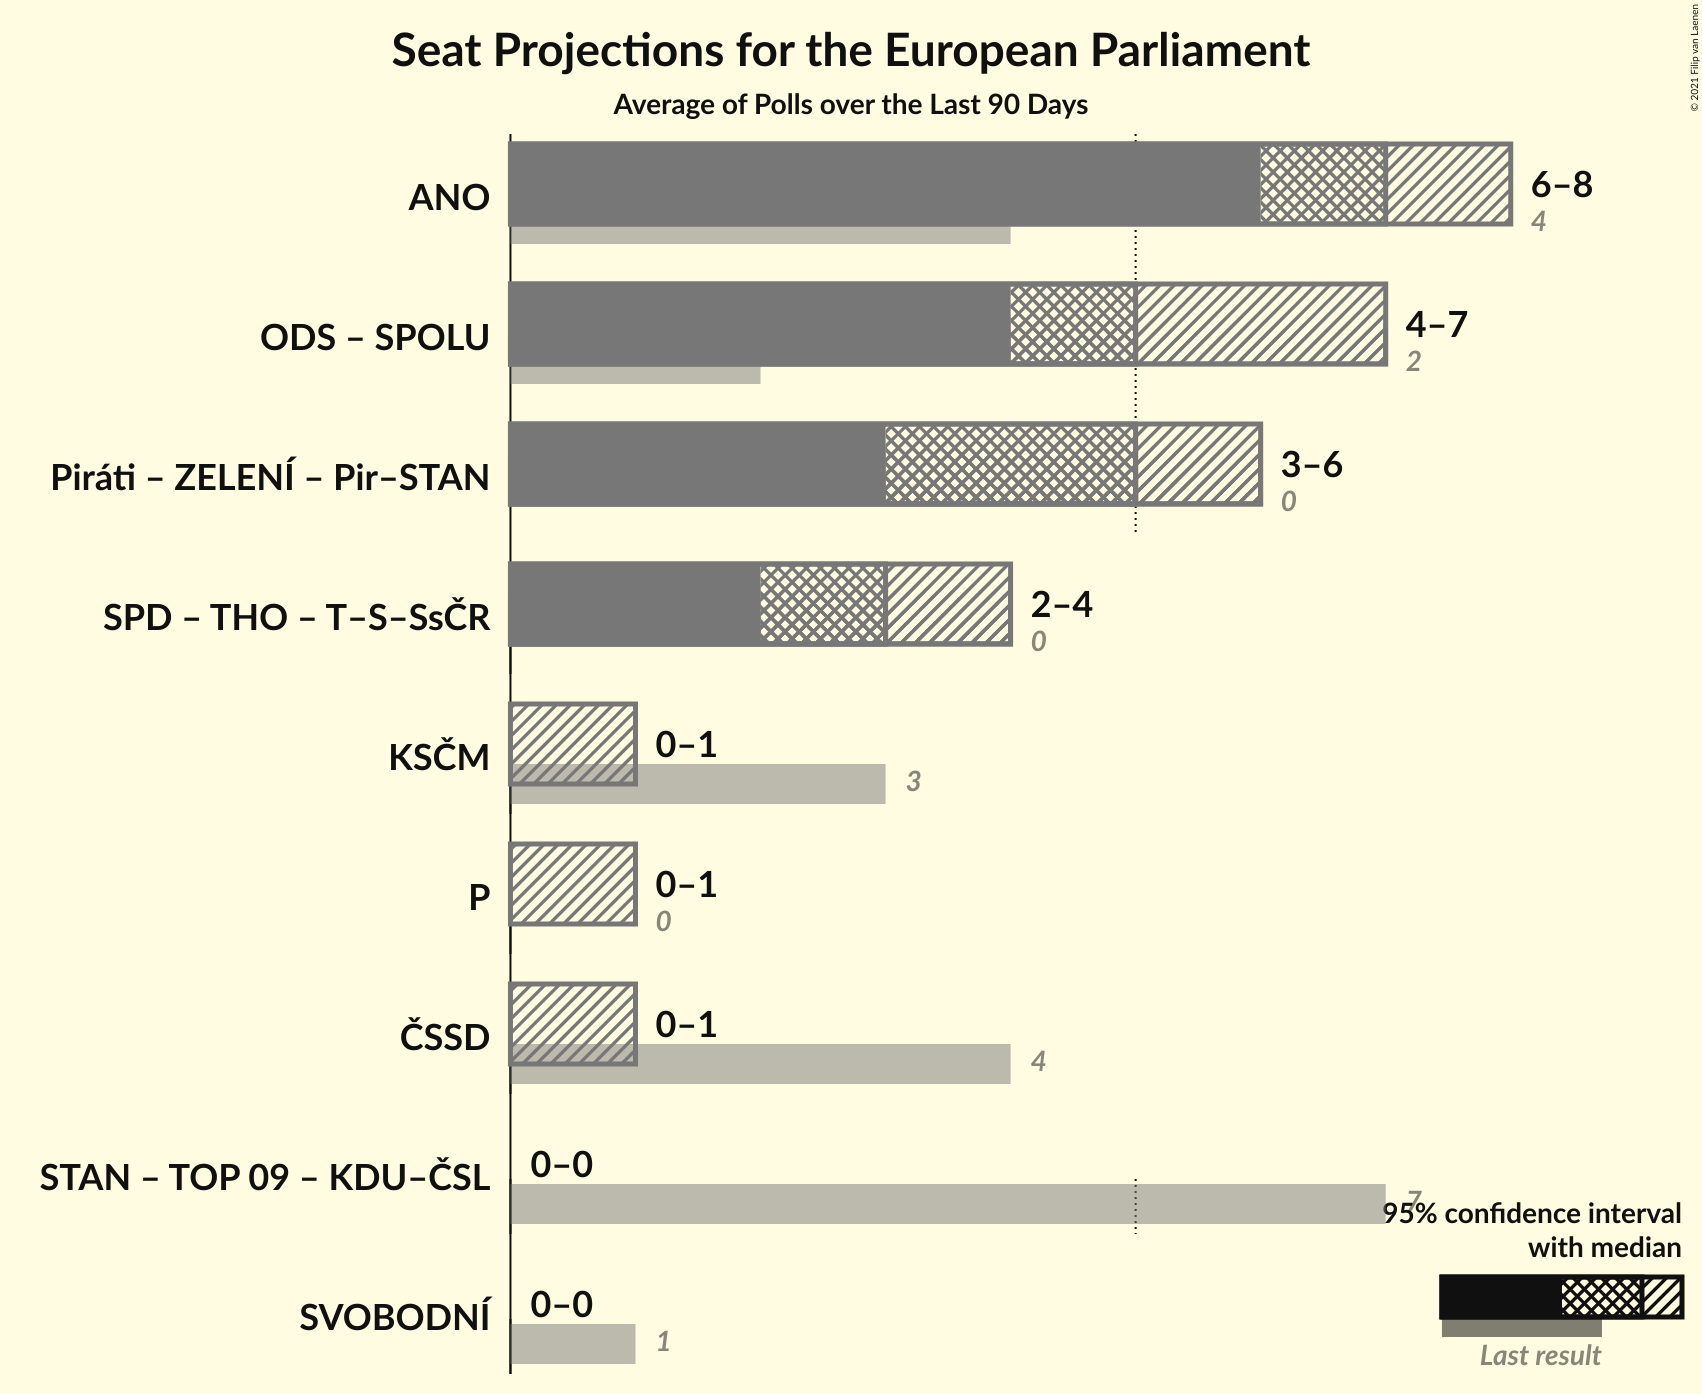 Seat Projections for the European Parliament
Average of Polls over the Last 90 Days
© 2021 Filip van Laenen
ANO
6–8
4
ODS – SPOLU
4–7
2
Piráti – ZELENÍ – Pir–STAN
3–6
0
SPD – THO – T–S–SsČR
2–4
0
KSČM
0–1
3
P
0–1
0
ČSSD
0–1
4
STAN – TOP 09 – KDU–ČSL
0–0
7
SVOBODNÍ
0–0
1
95% confidence interval
with median
Last result